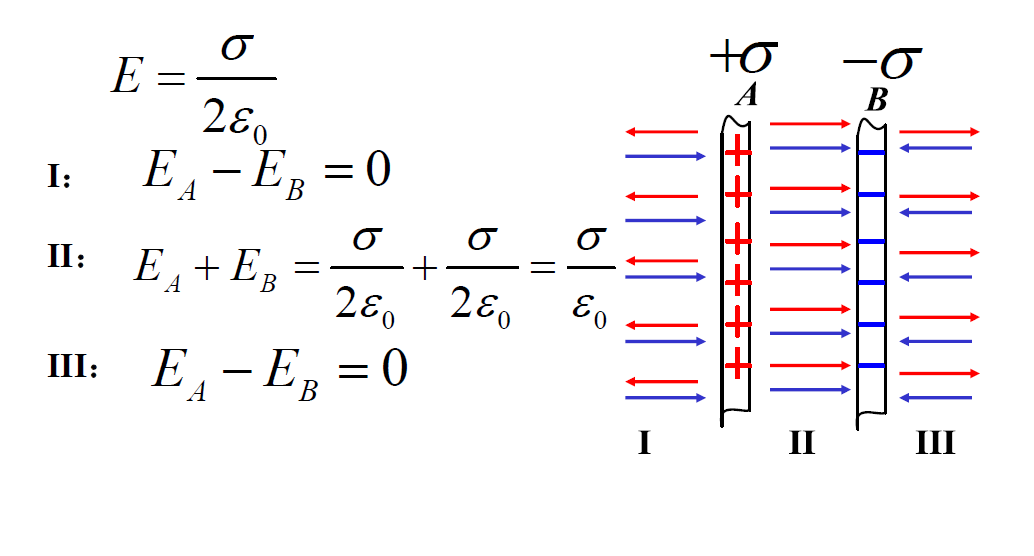 E = σ/2ε₀
I： E_A − E_B = 0
II： E_A + E_B = σ/2ε₀ + σ/2ε₀ = σ/ε₀
III： E_A − E_B = 0
+σ −σ
A B
I II III